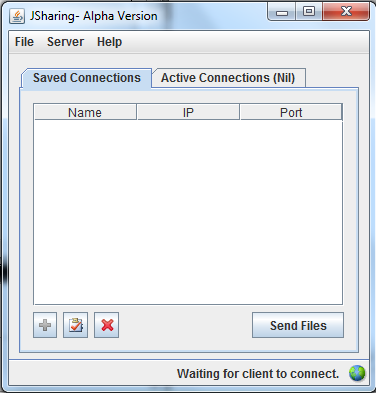 JSharing- Alpha Version
File Server Help
Saved Connections Active Connections (Nil)
Name IP Port
Send Files
Waiting for client to connect.